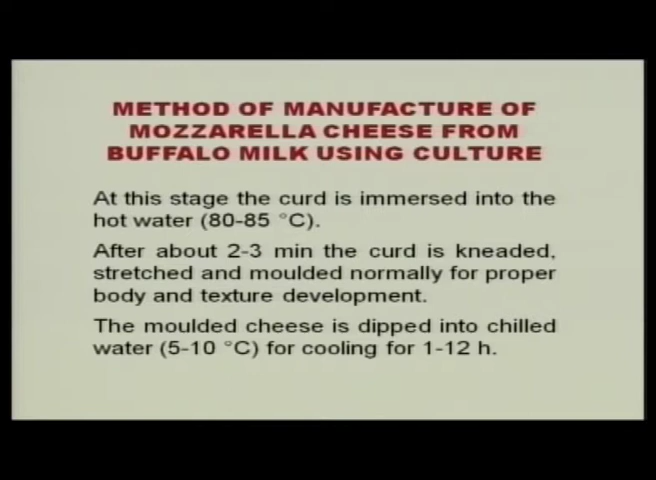 METHOD OF MANUFACTURE OF
MOZZARELLA CHEESE FROM
BUFFALO MILK USING CULTURE
At this stage the curd is immersed into the
hot water (80-85 °C).
After about 2-3 min the curd is kneaded,
stretched and moulded normally for proper
body and texture development.
The moulded cheese is dipped into chilled
water (5-10 °C) for cooling for 1-12 h.